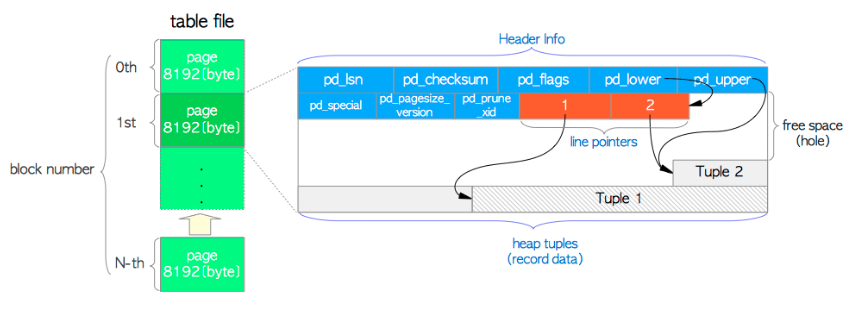 table file
Header Info
0th
page
8192[byte]
pd_lsn
pd_checksum
pd_flags
pd_lower
pd_upper
1st
page
8192[byte]
pd_special
pd_pagesize_
version
pd_prune
_xid
1
2
free space
(hole)
line pointers
block number
Tuple 2
Tuple 1
heap tuples
(record data)
N-th
page
8192[byte]